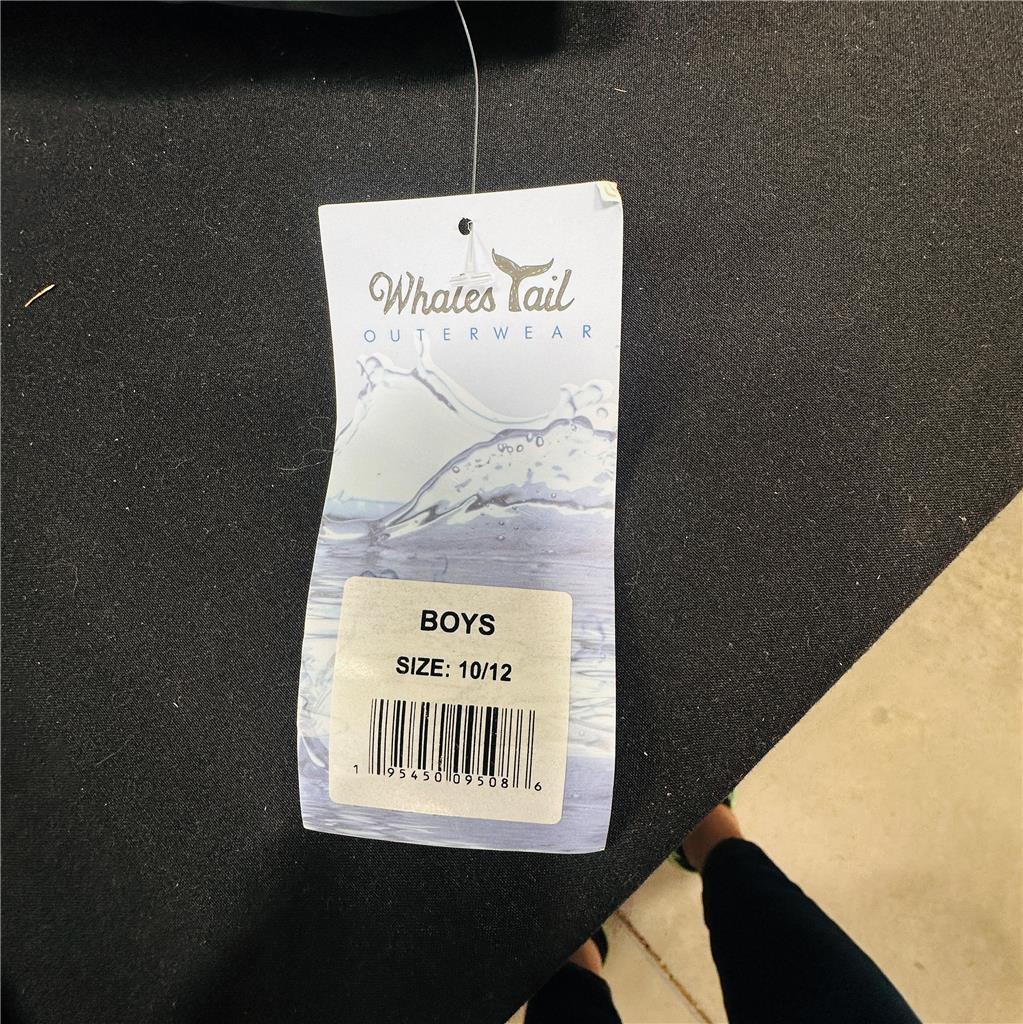 Whales Tail
OUTERWEAR
BOYS
SIZE: 10/12
1 95450 09508 6